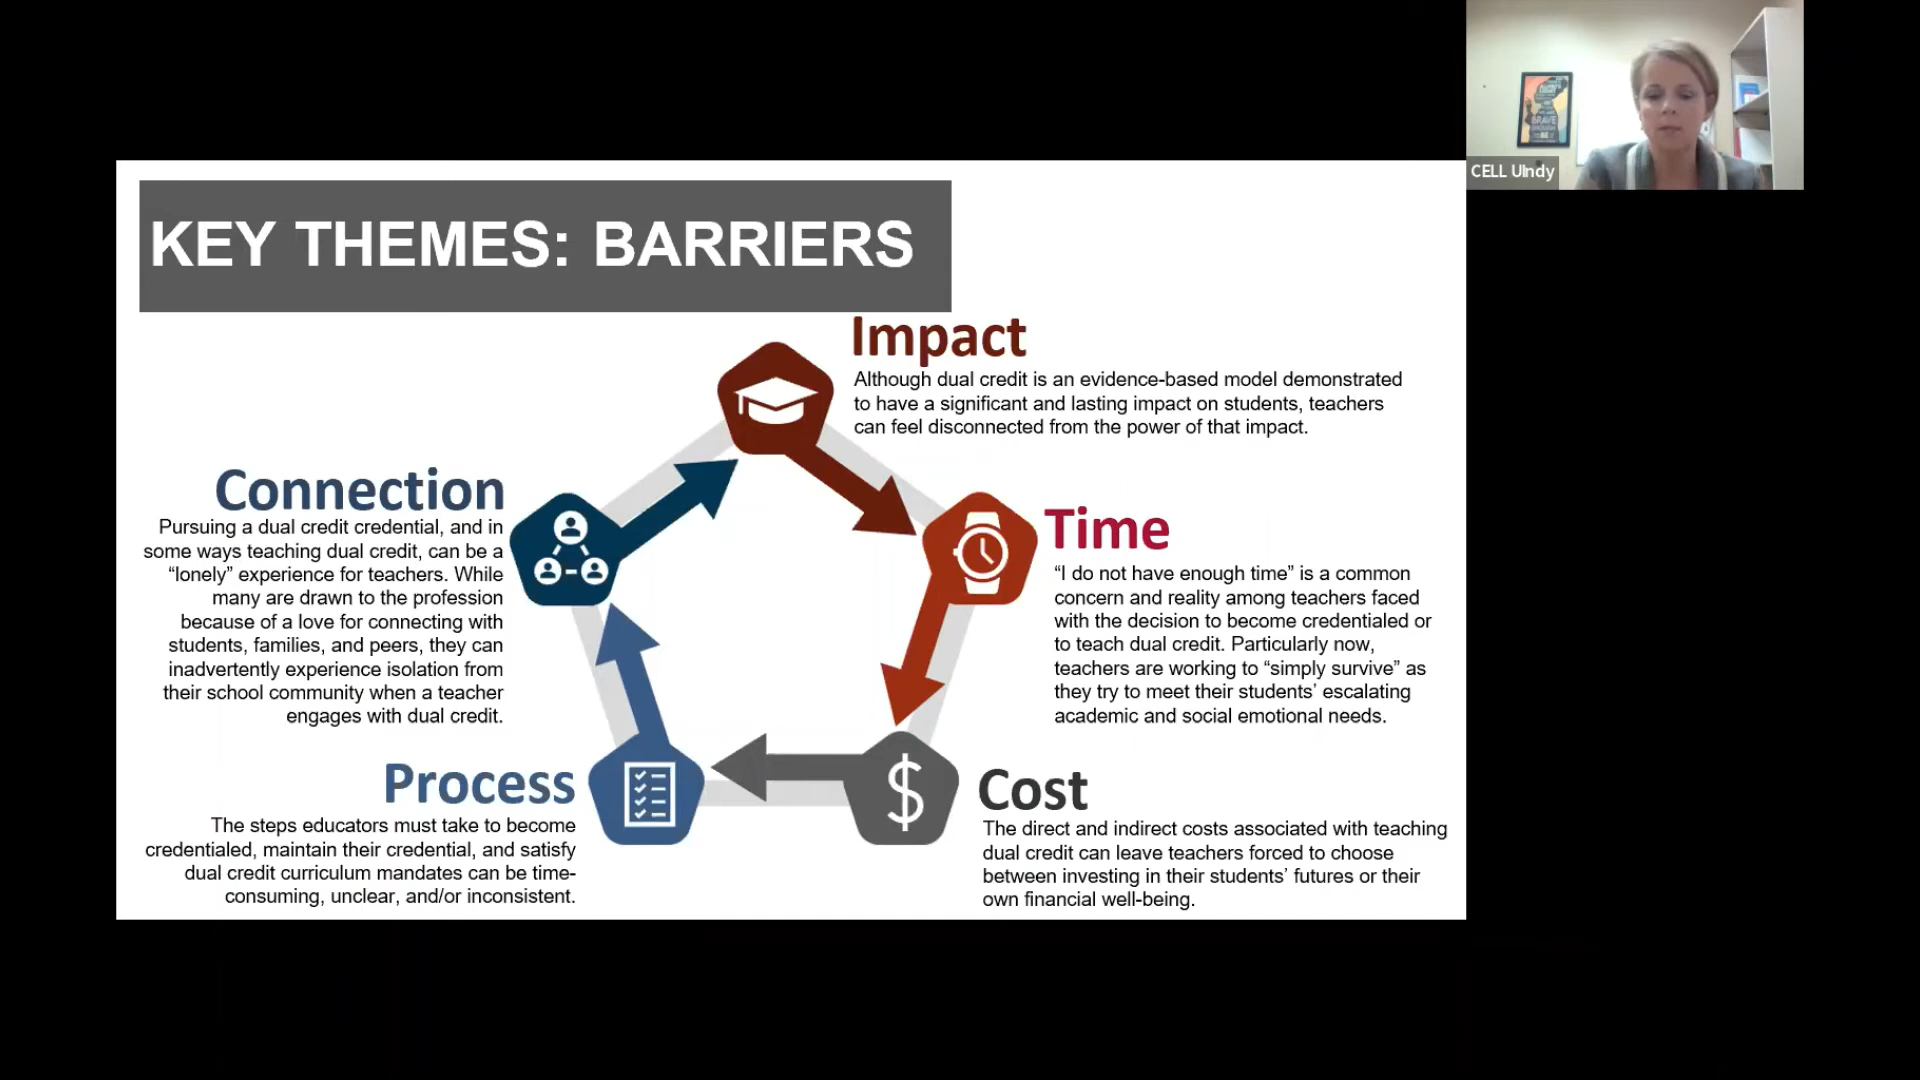 CELL UIndy
BRAVE
KEY THEMES: BARRIERS
Impact
Although dual credit is an evidence-based model demonstrated
to have a significant and lasting impact on students, teachers
can feel disconnected from the power of that impact.
Connection
Pursuing a dual credit credential, and in
some ways teaching dual credit, can be a
“lonely” experience for teachers. While
many are drawn to the profession
because of a love for connecting with
students, families, and peers, they can
inadvertently experience isolation from
their school community when a teacher
engages with dual credit.
Time
“I do not have enough time” is a common
concern and reality among teachers faced
with the decision to become credentialed or
to teach dual credit. Particularly now,
teachers are working to “simply survive” as
they try to meet their students’ escalating
academic and social emotional needs.
Process
The steps educators must take to become
credentialed, maintain their credential, and satisfy
dual credit curriculum mandates can be time-
consuming, unclear, and/or inconsistent.
$
Cost
The direct and indirect costs associated with teaching
dual credit can leave teachers forced to choose
between investing in their students’ futures or their
own financial well-being.